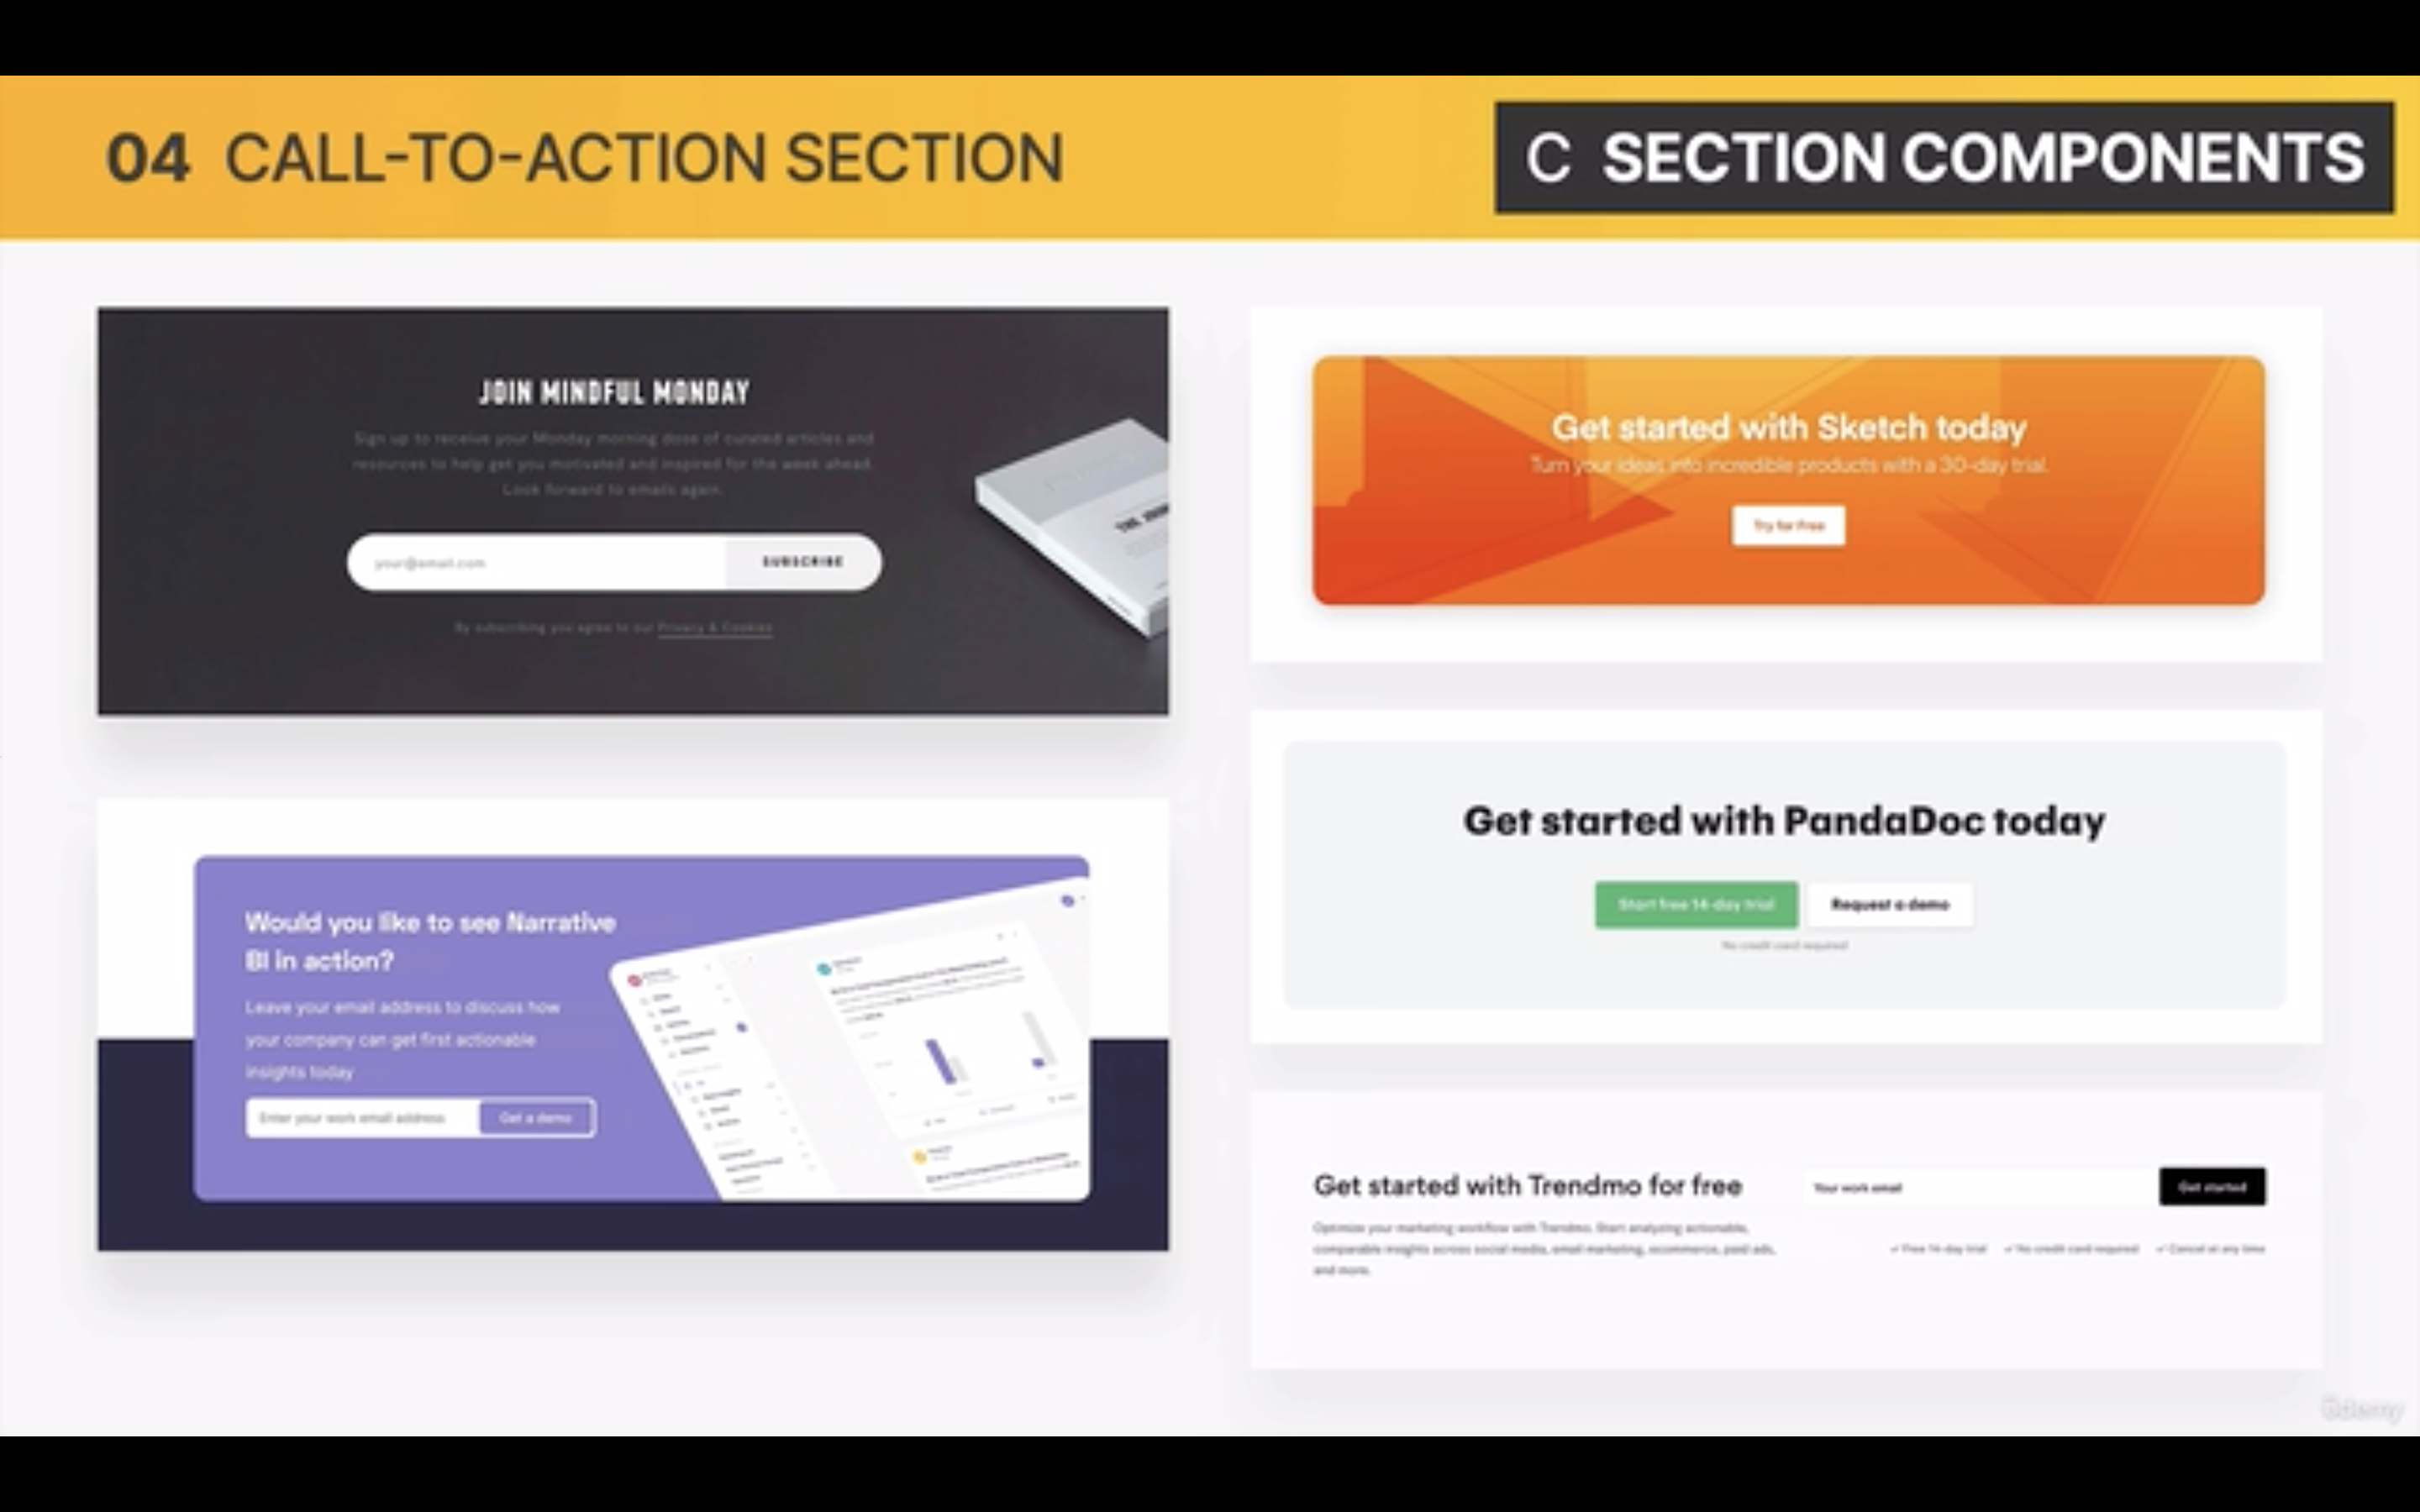 04 CALL-TO-ACTION SECTION
C SECTION COMPONENTS
JOIN MINDFUL MONDAY
Sign up to receive your Monday morning dose of curated articles and
resources to help get you motivated and inspired for the week ahead.
Look forward to emails again.
your@email.com
SUBSCRIBE
By subscribing you agree to our Privacy & Cookies
Would you like to see Narrative
BI in action?
Leave your email address to discuss how
your company can get first actionable
insights today
Enter your work email address
Get a demo
Get started with Sketch today
Turn your ideas into incredible products with a 30-day trial.
Try for Free
Get started with PandaDoc today
Start free 14-day trial
Request a demo
No credit card required
Get started with Trendmo for free
Your work email
Get started
Optimize your marketing workflow with Trendmo. Start analyzing actionable,
comparable insights across social media, email marketing, ecommerce, paid ads,
and more.
✓ Free 14-day trial ✓ No credit card required ✓ Cancel at any time
Udemy